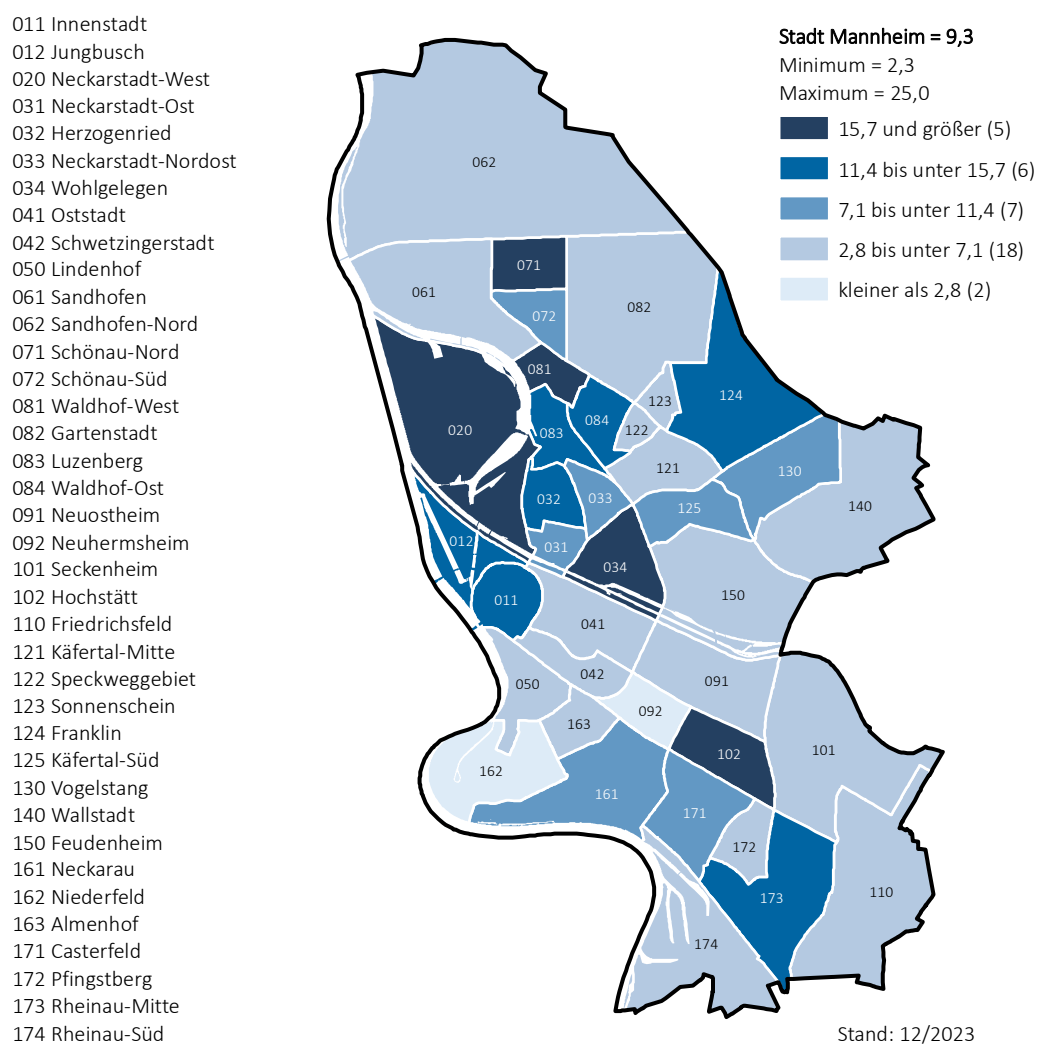 011 Innenstadt
012 Jungbusch
020 Neckarstadt-West
031 Neckarstadt-Ost
032 Herzogenried
033 Neckarstadt-Nordost
034 Wohlgelegen
041 Oststadt
042 Schwetzingerstadt
050 Lindenhof
061 Sandhofen
062 Sandhofen-Nord
071 Schönau-Nord
072 Schönau-Süd
081 Waldhof-West
082 Gartenstadt
083 Luzenberg
084 Waldhof-Ost
091 Neuostheim
092 Neuhermsheim
101 Seckenheim
102 Hochstätt
110 Friedrichsfeld
121 Käfertal-Mitte
122 Speckweggebiet
123 Sonnenschein
124 Franklin
125 Käfertal-Süd
130 Vogelstang
140 Wallstadt
150 Feudenheim
161 Neckarau
162 Niederfeld
163 Almenhof
171 Casterfeld
172 Pfingstberg
173 Rheinau-Mitte
174 Rheinau-Süd
Stadt Mannheim = 9,3
Minimum = 2,3
Maximum = 25,0
15,7 und größer (5)
11,4 bis unter 15,7 (6)
7,1 bis unter 11,4 (7)
2,8 bis unter 7,1 (18)
kleiner als 2,8 (2)
062
071
061
082
072
081
124
123
020
084
122
083
121
130
032
033
125
140
012
031
034
150
011
041
042
091
050
092
163
101
102
162
161
171
172
110
173
174
Stand: 12/2023